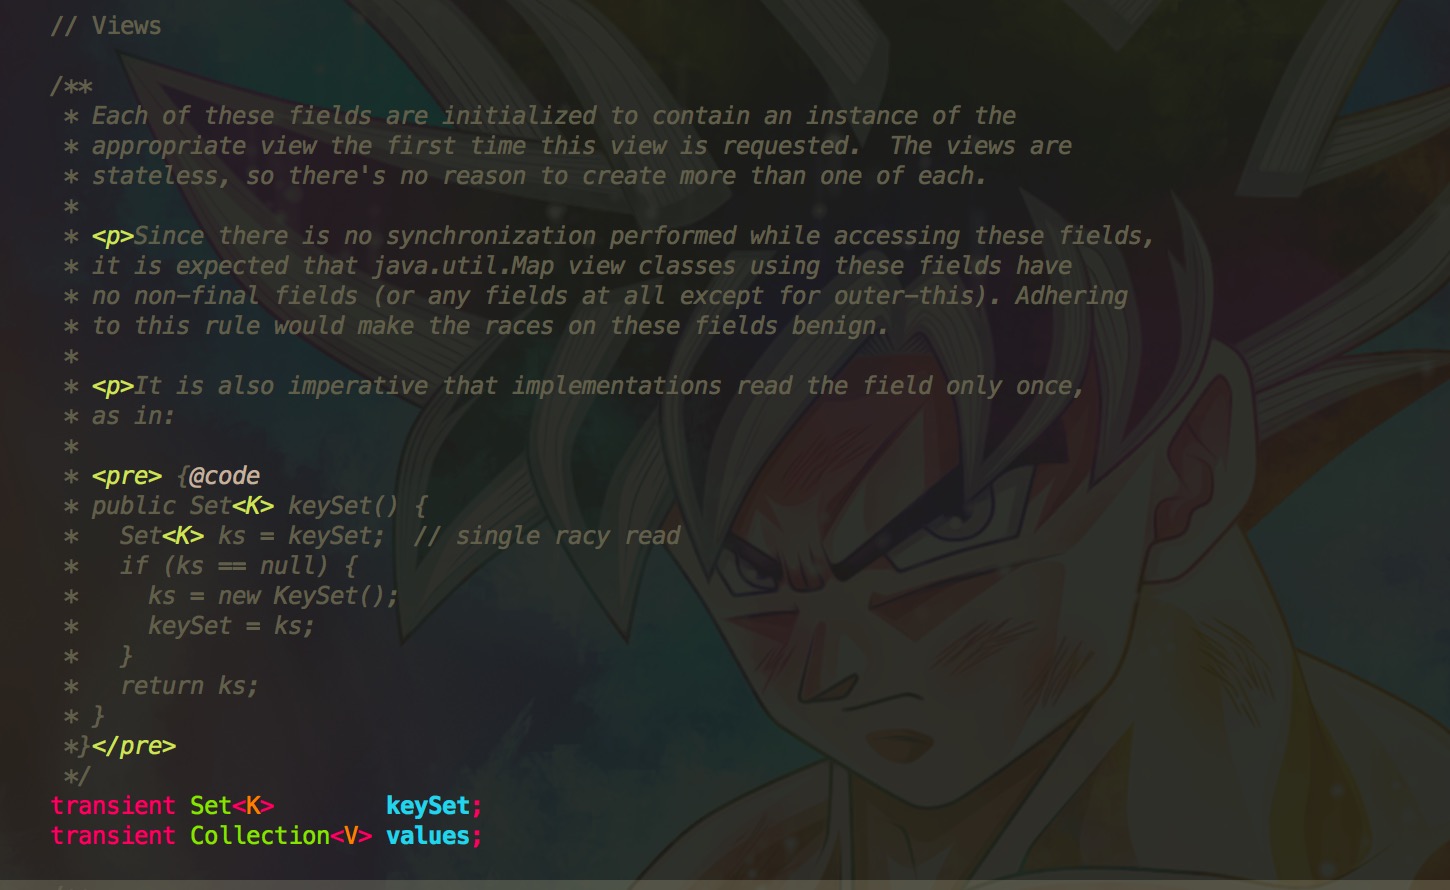 // Views
/**
* Each of these fields are initialized to contain an instance of the
* appropriate view the first time this view is requested.  The views are
* stateless, so there's no reason to create more than one of each.
*
* <p>Since there is no synchronization performed while accessing these fields,
* it is expected that java.util.Map view classes using these fields have
* no non-final fields (or any fields at all except for outer-this). Adhering
* to this rule would make the races on these fields benign.
*
* <p>It is also imperative that implementations read the field only once,
* as in:
*
* <pre> {@code
* public Set<K> keySet() {
*   Set<K> ks = keySet;  // single racy read
*   if (ks == null) {
*     ks = new KeySet();
*     keySet = ks;
*   }
*   return ks;
* }
*}</pre>
*/
transient Set<K>        keySet;
transient Collection<V> values;